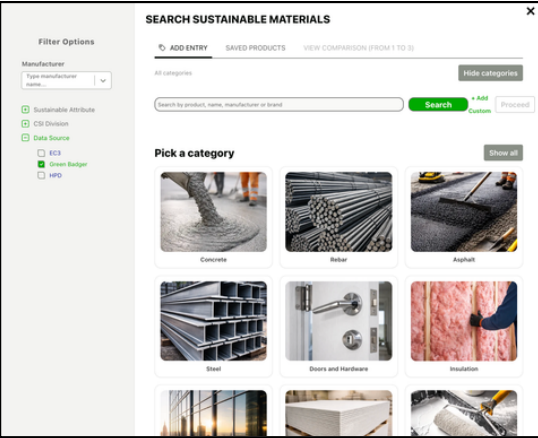 SEARCH SUSTAINABLE MATERIALS
Filter Options
Manufacturer
Type manufacturer
name...
Sustainable Attribute
CSI Division
Data Source
EC3
Green Badger
HPD
ADD ENTRY
SAVED PRODUCTS
VIEW COMPARISON (FROM 1 TO 3)
All categories
Hide categories
Search by product, name, manufacturer or brand
Search
+ Add
Custom
Proceed
Pick a category
Show all
Concrete
Rebar
Asphalt
Steel
Doors and Hardware
Insulation